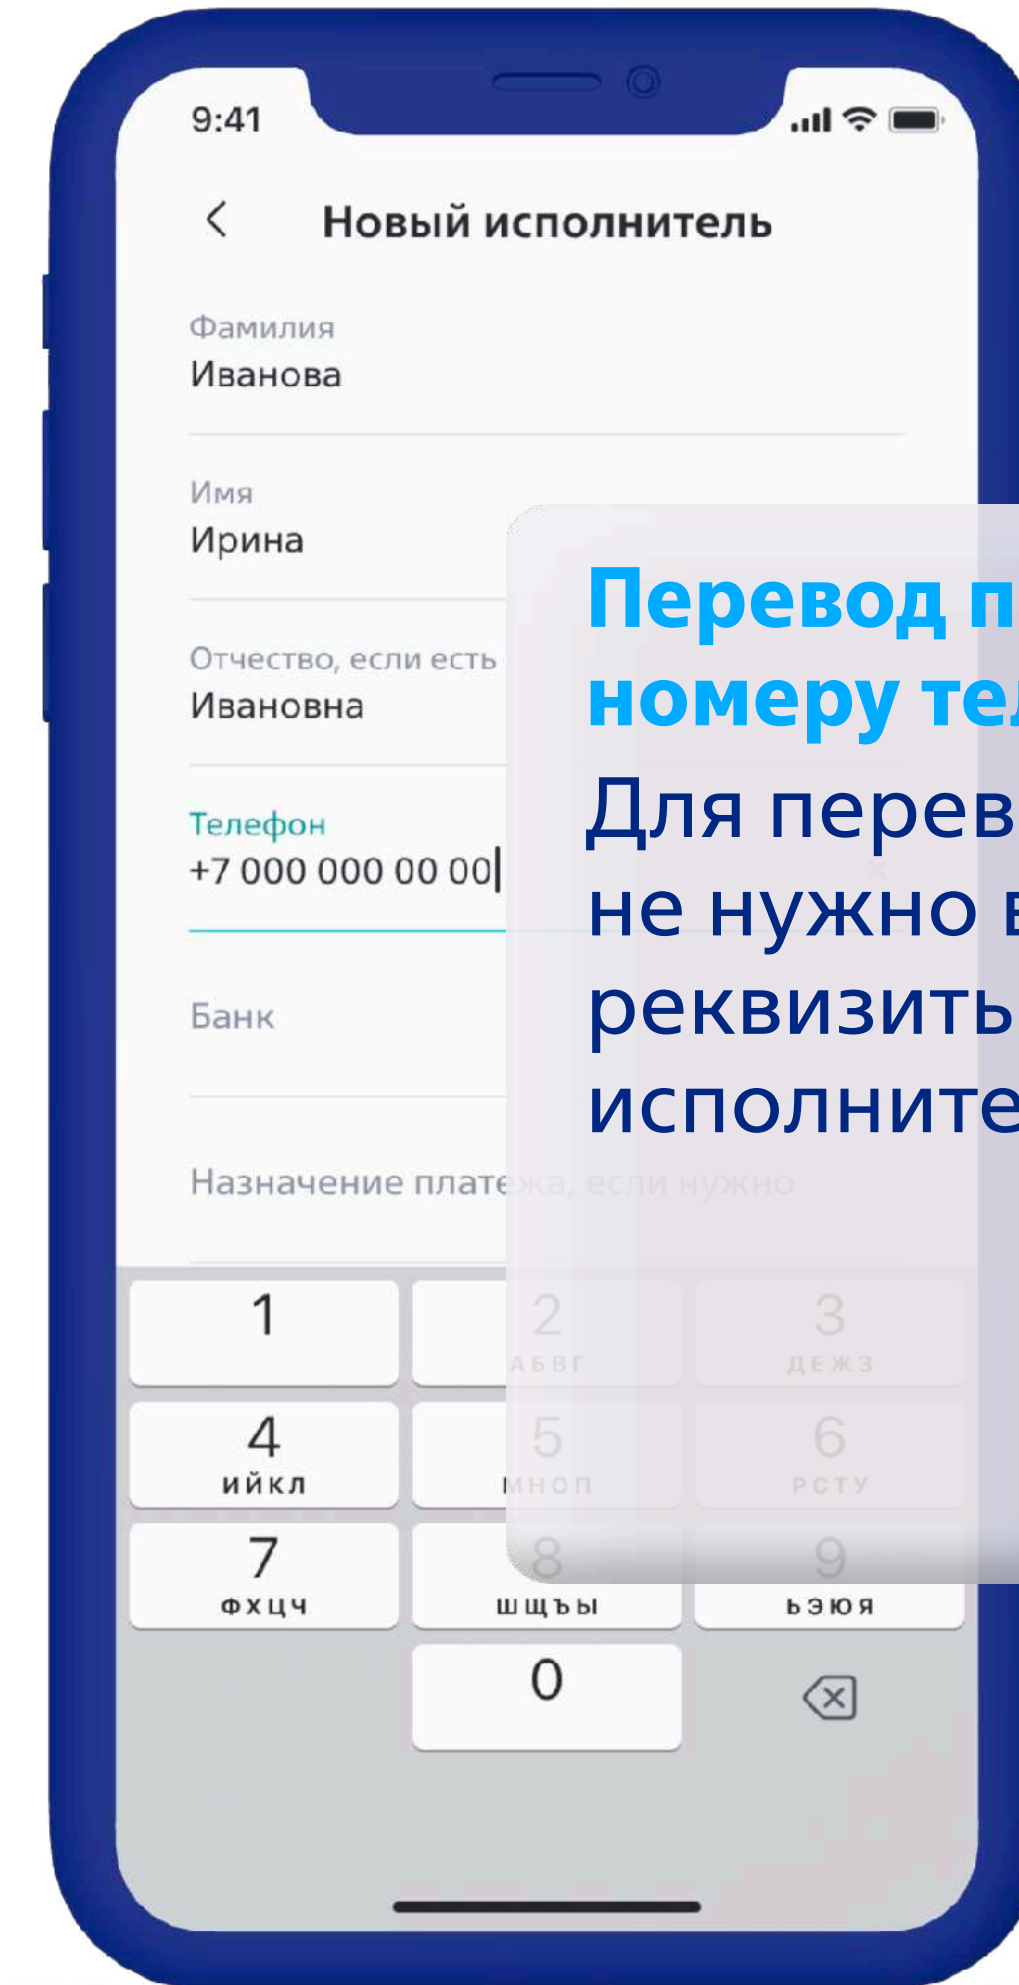 9:41
Новый исполнитель
Фамилия
Иванова
Имя
Ирина
Отчество, если есть
Ивановна
Телефон
+7 000 000 00 00
Банк
Назначение платежа, если нужно
Перевод п
номеру тел
Для перев
не нужно в
реквизиты
исполните
1
2
3
АБВГ
ДЕЖЗ
4
5
6
ИЙКЛ
МНОП
РСТУ
7
8
9
ФХЦЧ
ШЩЪЫ
ЬЭЮЯ
0